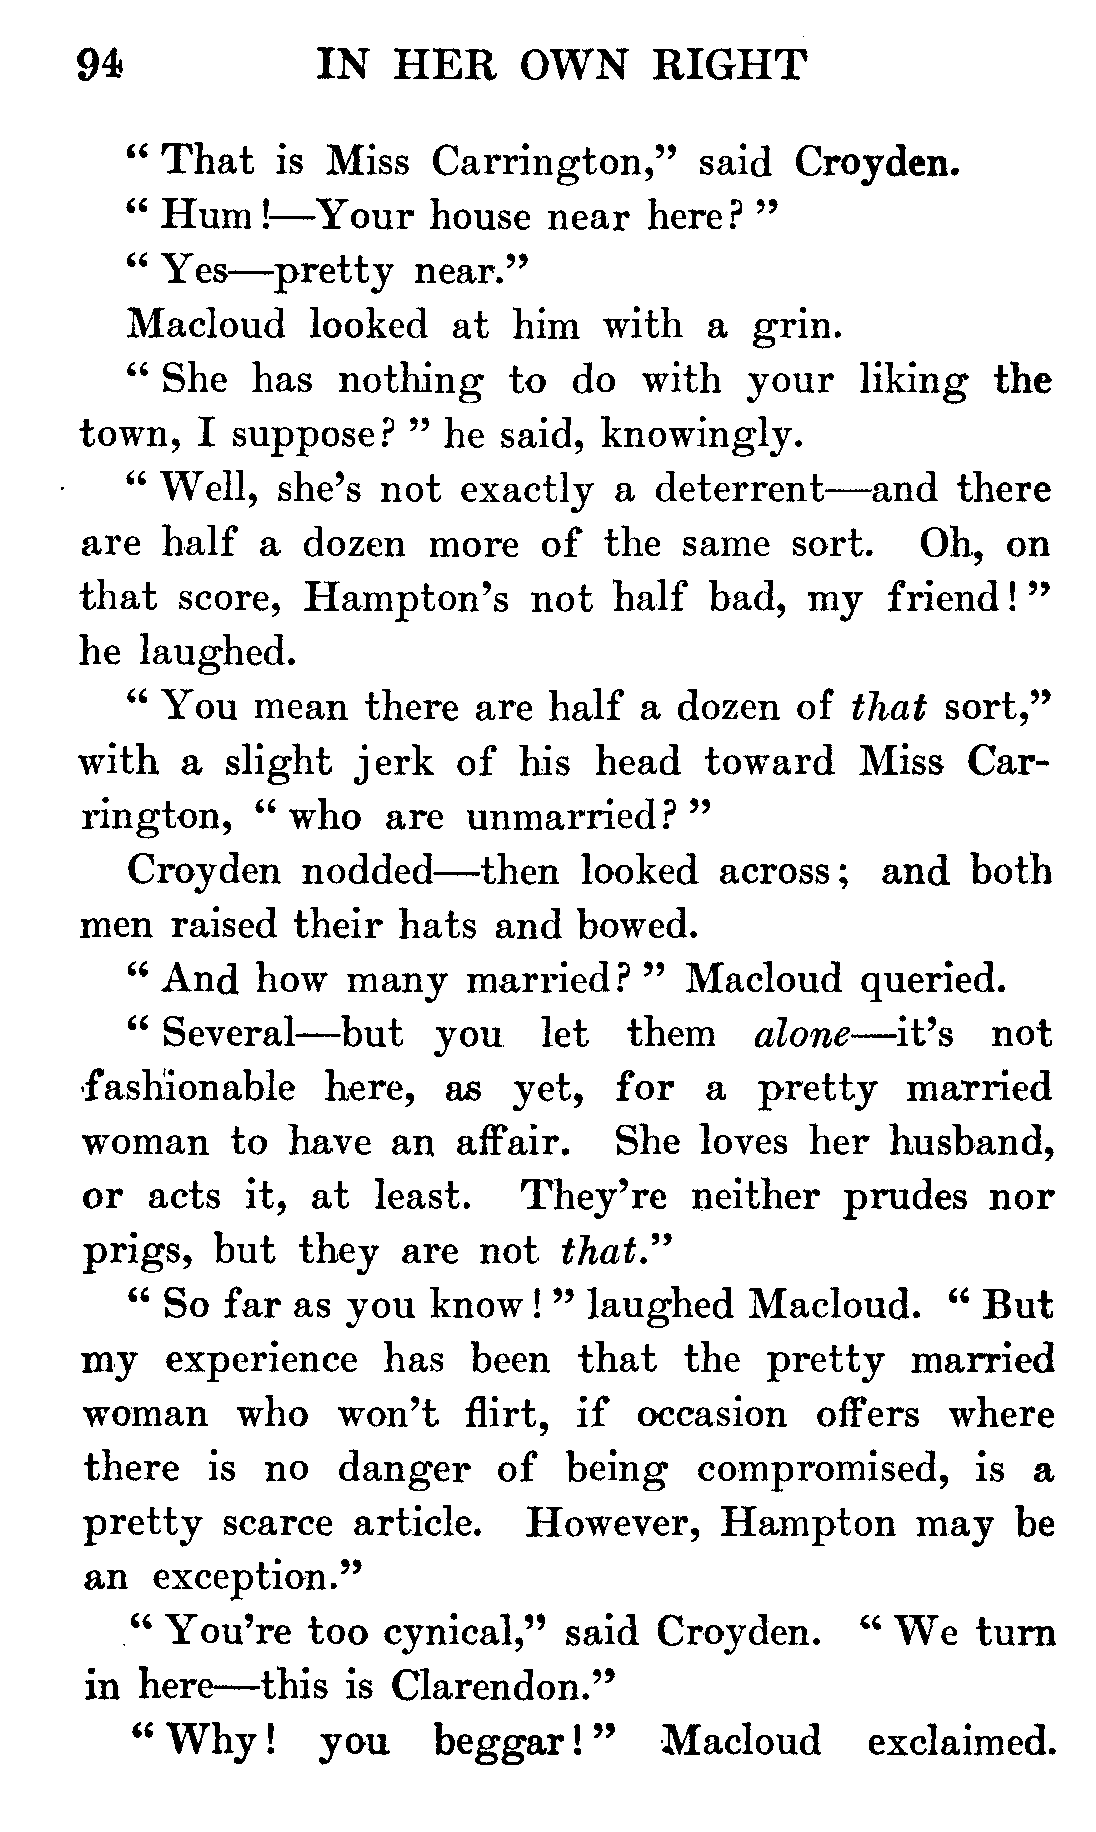 94 IN HER OWN RIGHT
“ That is Miss Carrington,” said Croyden.
“ Hum !—Your house near here? ”
“ Yes—pretty near.”
Macloud looked at him with a grin.
“ She has nothing to do with your liking the
town, I suppose? ” he said, knowingly.
“ Well, she’s not exactly a deterrent—and there
are half a dozen more of the same sort. Oh, on
that score, Hampton’s not half bad, my friend! ”
he laughed.
“ You mean there are half a dozen of that sort,”
with a slight jerk of his head toward Miss Car-
rington, “ who are unmarried? ”
Croyden nodded—then looked across; and both
men raised their hats and bowed.
“ And how many married? ” Macloud queried.
“ Several—but you let them alone—it’s not
fashionable here, as yet, for a pretty married
woman to have an affair. She loves her husband,
or acts it, at least. They’re neither prudes nor
prigs, but they are not that.”
“ So far as you know! ” laughed Macloud. “ But
my experience has been that the pretty married
woman who won’t flirt, if occasion offers where
there is no danger of being compromised, is a
pretty scarce article. However, Hampton may be
an exception.”
“ You’re too cynical,” said Croyden. “ We turn
in here—this is Clarendon.”
“ Why! you beggar! ” Macloud exclaimed.